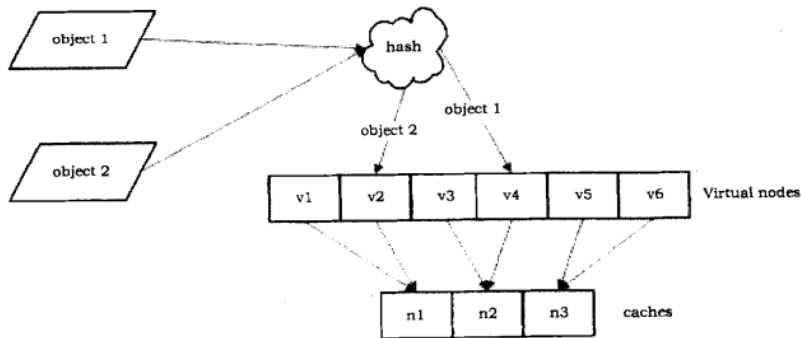 object 1
hash
object 1
object 2
object 2
v1 v2 v3 v4 v5 v6 Virtual nodes
n1 n2 n3 caches